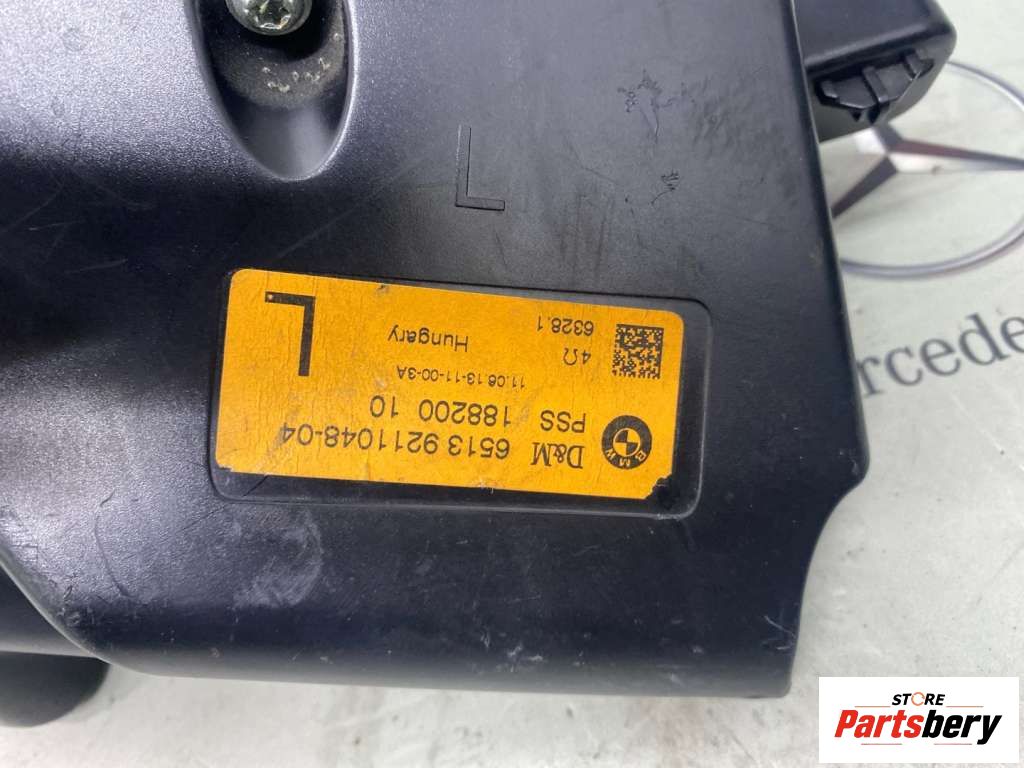 L
BMW D&M 6513 9211048-04
PSS 188200 10
11.06.13-11-00-3A
4Ω Hungary
6328.1
L
rcede
STORE
Partsbery